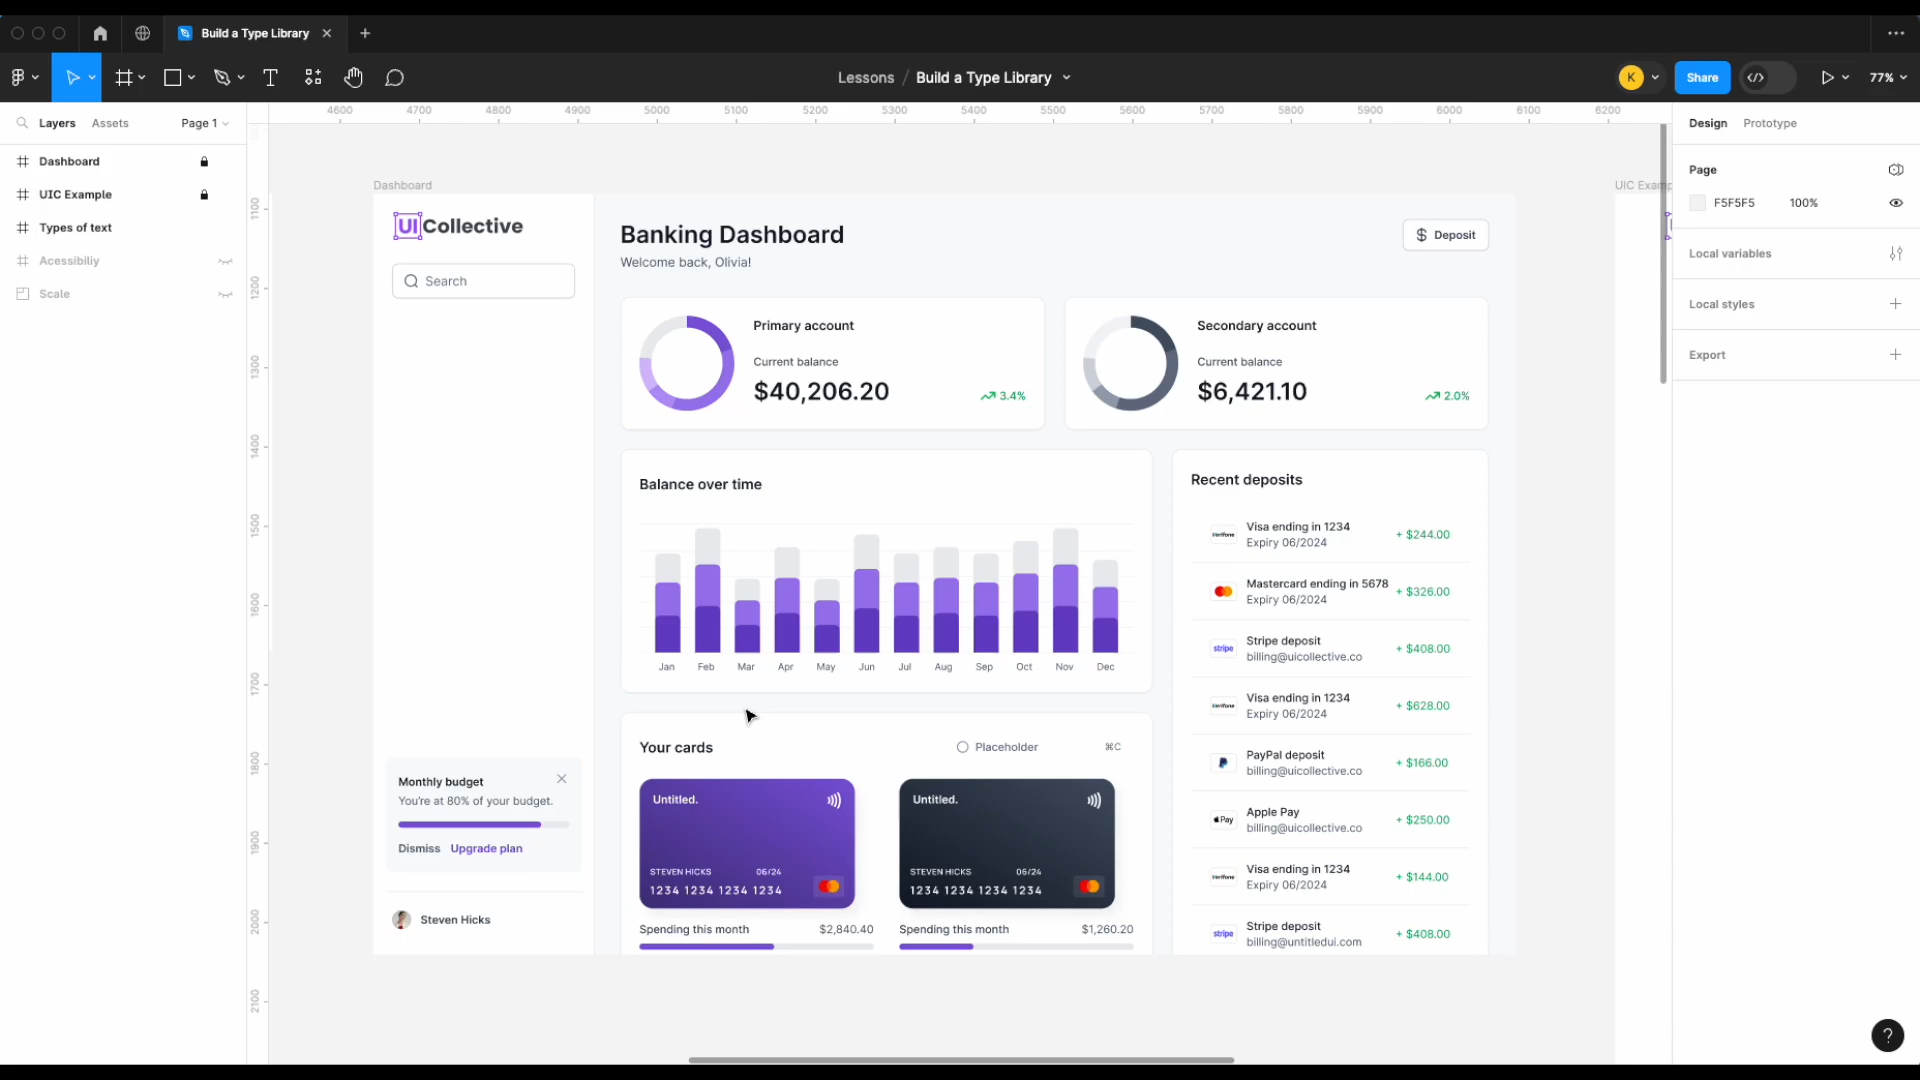 Build a Type Library
Lessons / Build a Type Library
K
Share
77%
Layers
Assets
Page 1
4600 4700 4800 4900 5000 5100 5200 5300 5400 5500 5600 5700 5800 5900 6000 6100 6200
Design
Prototype
Dashboard
UIC Example
Types of text
Acessibiliy
Scale
1100
1200
1300
1400
1500
1600
1700
1800
1900
2000
2100
Dashboard
UICollective
Search
Monthly budget
You're at 80% of your budget.
Dismiss
Upgrade plan
Steven Hicks
Banking Dashboard
Welcome back, Olivia!
$ Deposit
Primary account
Current balance
$40,206.20
3.4%
Secondary account
Current balance
$6,421.10
2.0%
Balance over time
Jan Feb Mar Apr May Jun Jul Aug Sep Oct Nov Dec
Your cards
Placeholder
⌘C
Untitled.
STEVEN HICKS 06/24
1234 1234 1234 1234
Spending this month $2,840.40
Untitled.
STEVEN HICKS 06/24
1234 1234 1234 1234
Spending this month $1,260.20
Recent deposits
Visa ending in 1234
Expiry 06/2024
+ $244.00
Mastercard ending in 5678
Expiry 06/2024
+ $326.00
stripe
Stripe deposit
billing@uicollective.co
+ $408.00
Visa ending in 1234
Expiry 06/2024
+ $628.00
PayPal deposit
billing@uicollective.co
+ $166.00
Pay
Apple Pay
billing@uicollective.co
+ $250.00
Visa ending in 1234
Expiry 06/2024
+ $144.00
stripe
Stripe deposit
billing@untitledui.com
+ $408.00
UIC Examp
Page
F5F5F5 100%
Local variables
Local styles
Export
?